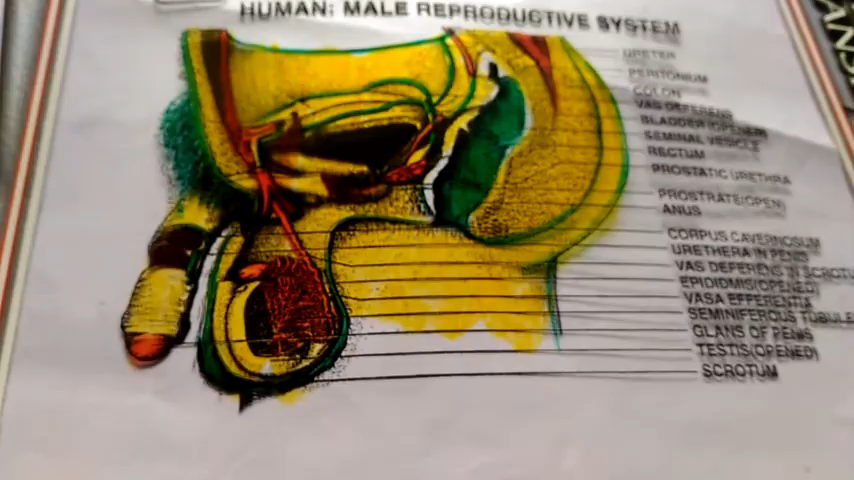 HUMAN: MALE REPRODUCTIVE SYSTEM
URETER
PERITONIUM
COLON
VAS DEFERENS
BLADDER (OPENED)
SEMINAL VESICLE
RECTUM
PROSTATIC URETHRA
PROSTRATE(OPEN)
ANUS
CORPUS CAVERNOSUM
URETHERA IN PENIS
VAS DEFERENS IN SCROTU
EPIDIDMIS(OPENED)
VASA EFFERENTIA
SEMINIFEROUS TUBULE
GLANS OF PENIS
TESTIS(OPENED)
SCROTUM